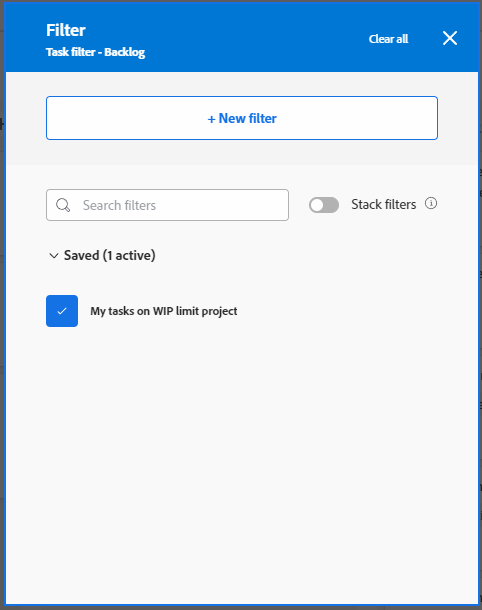 Filter
Clear all
Task filter - Backlog
+ New filter
Search filters
Stack filters
Saved (1 active)
My tasks on WIP limit project